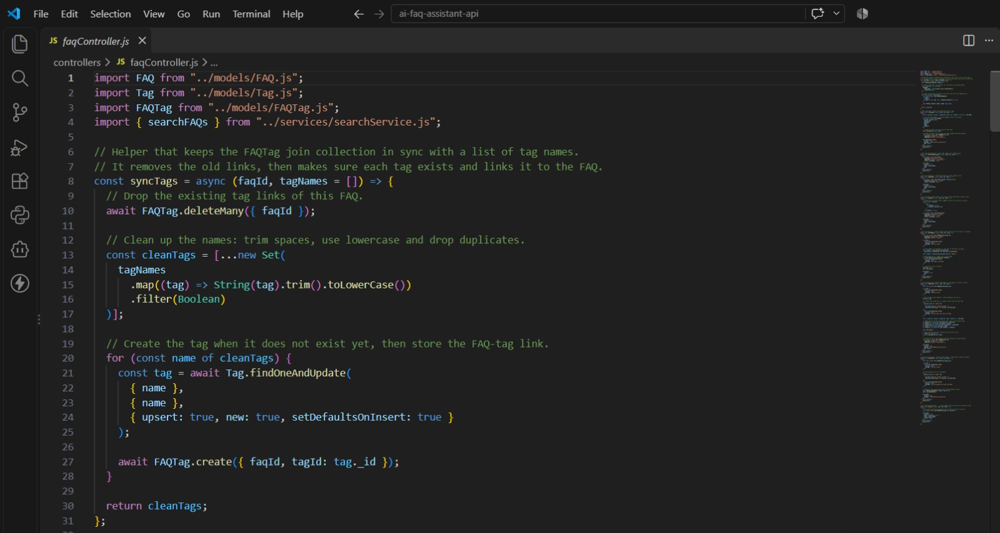 File Edit Selection View Go Run Terminal Help
ai-faq-assistant-api
JS faqController.js
controllers > JS faqController.js > ...
1 import FAQ from "../models/FAQ.js";
2 import Tag from "../models/Tag.js";
3 import FAQTag from "../models/FAQTag.js";
4 import { searchFAQs } from "../services/searchService.js";
5
6 // Helper that keeps the FAQTag join collection in sync with a list of tag names.
7 // It removes the old links, then makes sure each tag exists and links it to the FAQ.
8 const syncTags = async (faqId, tagNames = []) => {
9   // Drop the existing tag links of this FAQ.
10   await FAQTag.deleteMany({ faqId });
11
12   // Clean up the names: trim spaces, use lowercase and drop duplicates.
13   const cleanTags = [...new Set(
14     tagNames
15       .map((tag) => String(tag).trim().toLowerCase())
16       .filter(Boolean)
17   )];
18
19   // Create the tag when it does not exist yet, then store the FAQ-tag link.
20   for (const name of cleanTags) {
21     const tag = await Tag.findOneAndUpdate(
22       { name },
23       { name },
24       { upsert: true, new: true, setDefaultsOnInsert: true }
25     );
26
27     await FAQTag.create({ faqId, tagId: tag._id });
28   }
29
30   return cleanTags;
31 };